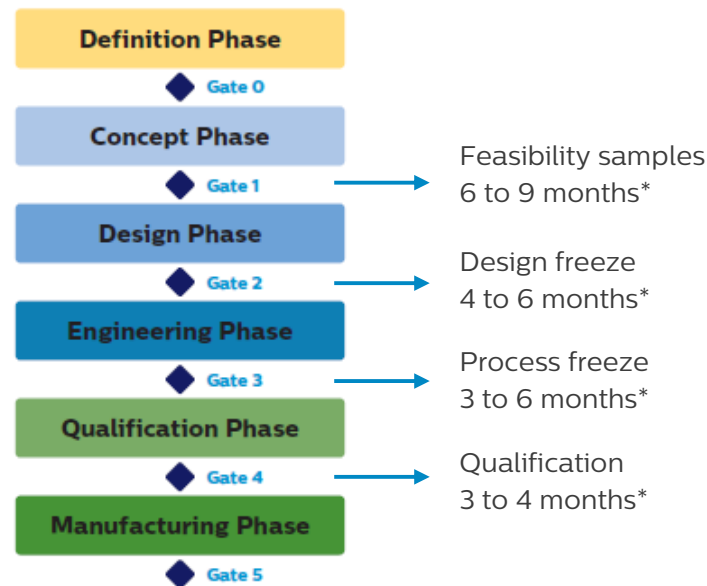 Definition Phase
Gate 0
Concept Phase
Gate 1
Feasibility samples
6 to 9 months*
Design Phase
Gate 2
Design freeze
4 to 6 months*
Engineering Phase
Gate 3
Process freeze
3 to 6 months*
Qualification Phase
Gate 4
Qualification
3 to 4 months*
Manufacturing Phase
Gate 5